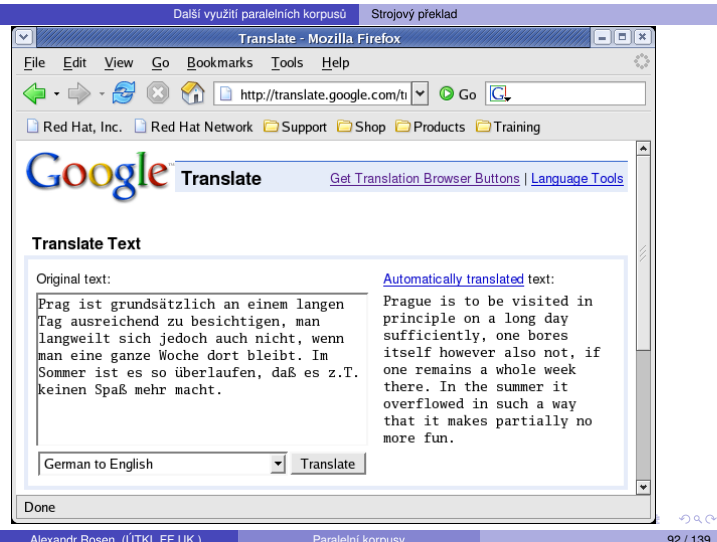 Další využití paralelních korpusů Strojový překlad
Translate - Mozilla Firefox
File Edit View Go Bookmarks Tools Help
http://translate.google.com/ Go G
Red Hat, Inc. Red Hat Network Support Shop Products Training
Google Translate Get Translation Browser Buttons | Language Tools
Translate Text
Original text:
Prag ist grundsätzlich an einem langen
Tag ausreichend zu besichtigen, man
langweilt sich jedoch auch nicht, wenn
man eine ganze Woche dort bleibt. Im
Sommer ist es so überlaufen, daß es z.T.
keinen Spaß mehr macht.
German to English Translate
Automatically translated text:
Prague is to be visited in
principle on a long day
sufficiently, one bores
itself however also not, if
one remains a whole week
there. In the summer it
overflowed in such a way
that it makes partially no
more fun.
Done
Alexandr Rosen (ÚTKL FF UK ) Paralelní korpusy 92 / 139